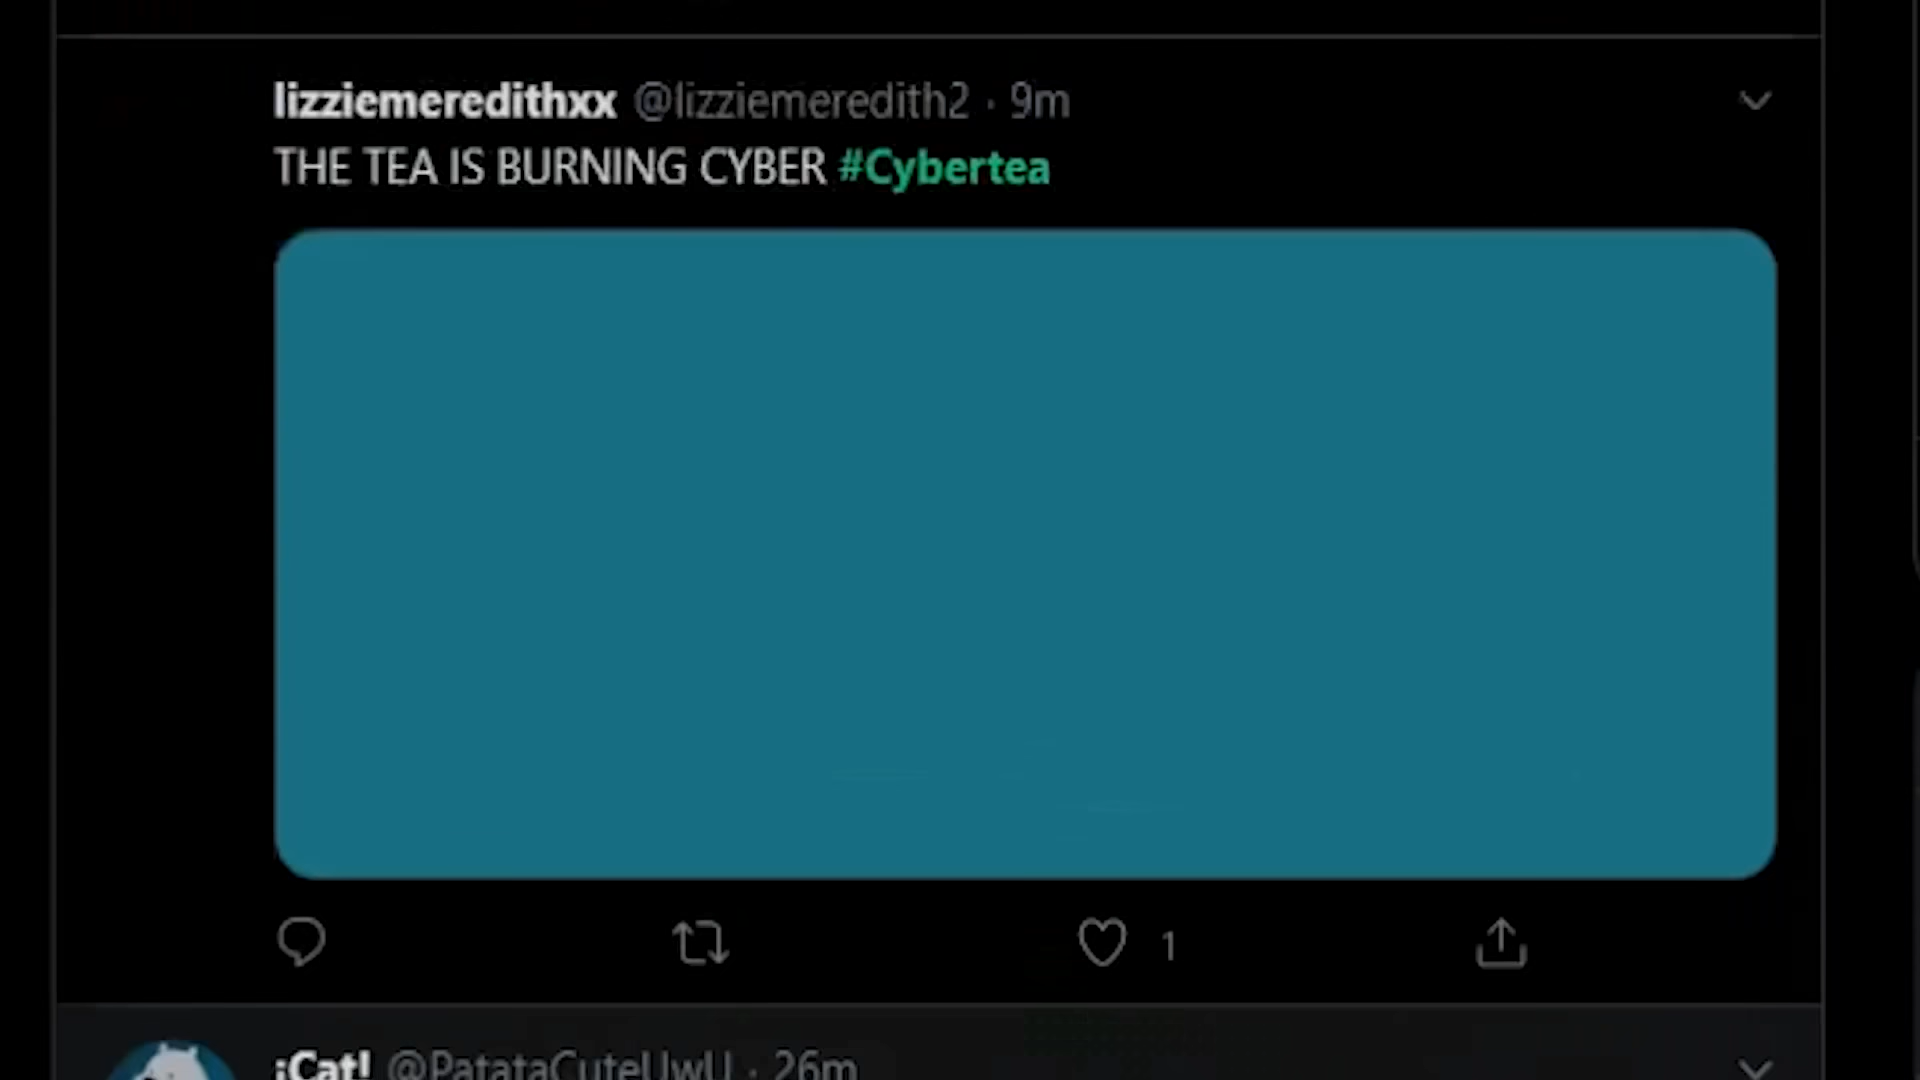 lizziemeredithxx @lizziemeredith2 · 9m
THE TEA IS BURNING CYBER #Cybertea
1
¡Cat! @PatataCuteUwU · 26m